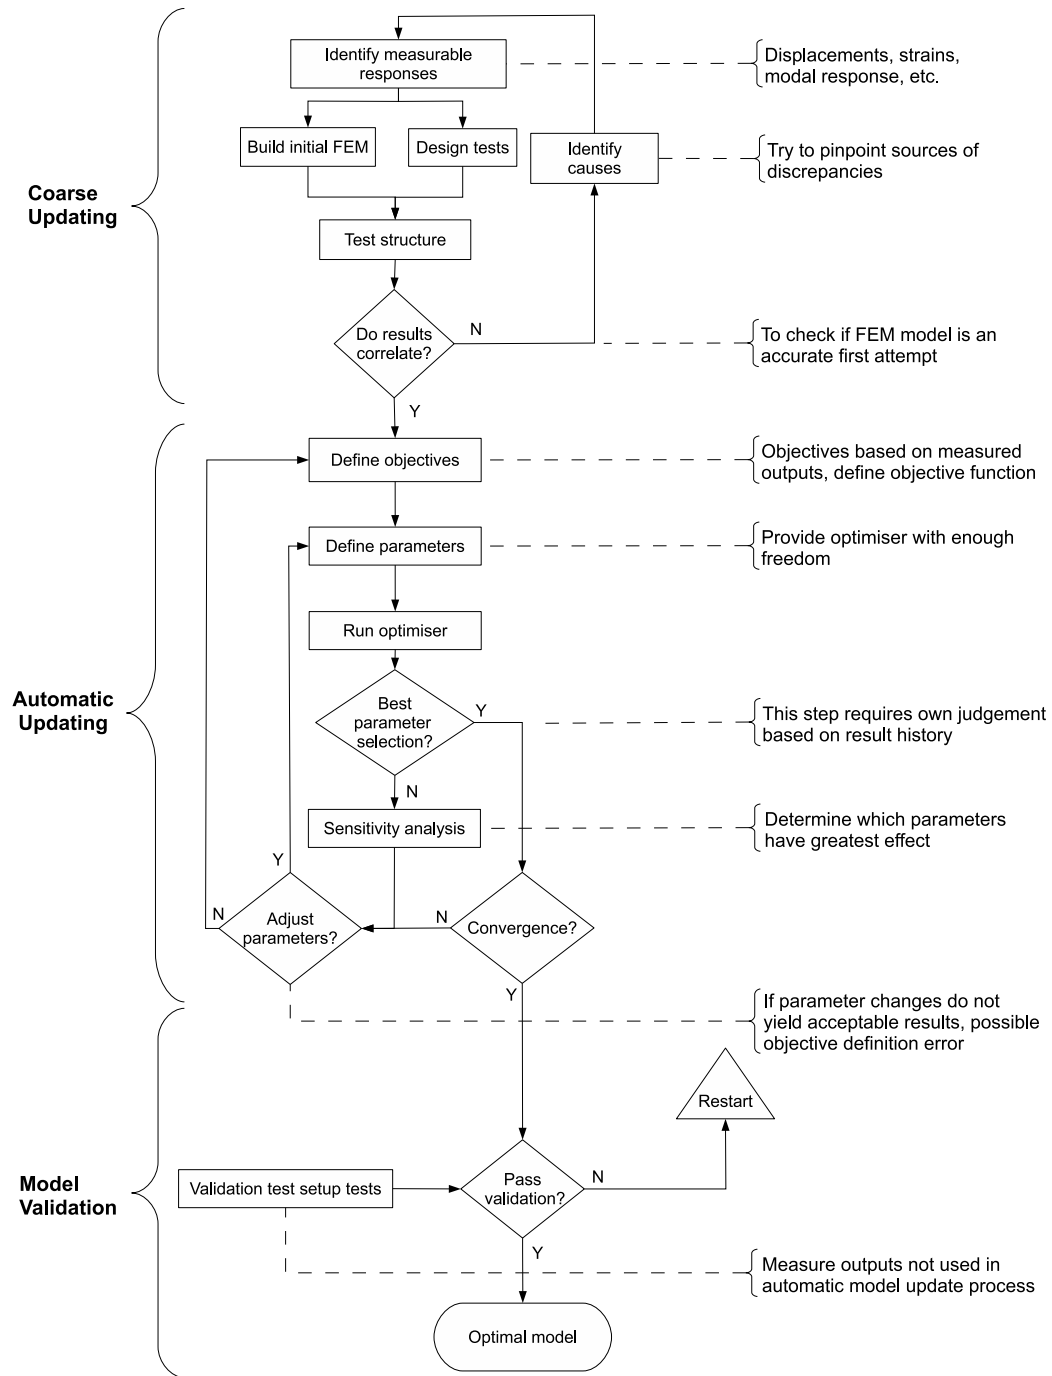 Identify measurable
responses
Displacements, strains,
modal response, etc.
Build initial FEM
Design tests
Identify
causes
Try to pinpoint sources of
discrepancies
Coarse
Updating
Test structure
Do results
correlate?
N
To check if FEM model is an
accurate first attempt
Y
Define objectives
Objectives based on measured
outputs, define objective function
Define parameters
Provide optimiser with enough
freedom
Run optimiser
Automatic
Updating
Best
parameter
selection?
Y
This step requires own judgement
based on result history
N
Sensitivity analysis
Determine which parameters
have greatest effect
Y
N
Adjust
parameters?
N
Convergence?
Y
If parameter changes do not
yield acceptable results, possible
objective definition error
Restart
Model
Validation
Validation test setup tests
Pass
validation?
N
Y
Measure outputs not used in
automatic model update process
Optimal model